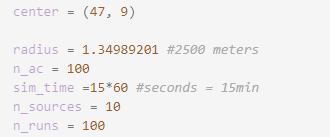 center = (47, 9)
radius = 1.34989201 #2500 meters
n_ac = 100
sim_time =15*60 #seconds = 15min
n_sources = 10
n_runs = 100